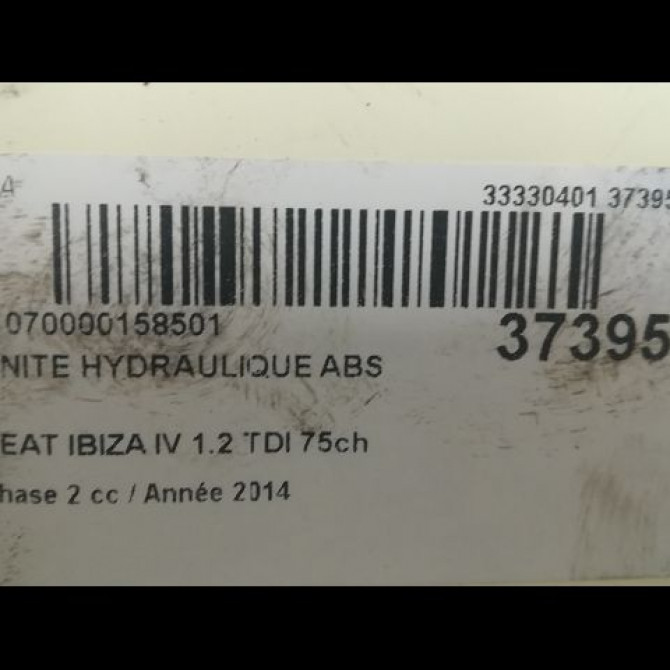 A 33330401 37395
070000158501 37395
NITE HYDRAULIQUE ABS
EAT IBIZA IV 1.2 TDI 75ch
hase 2 cc / Année 2014